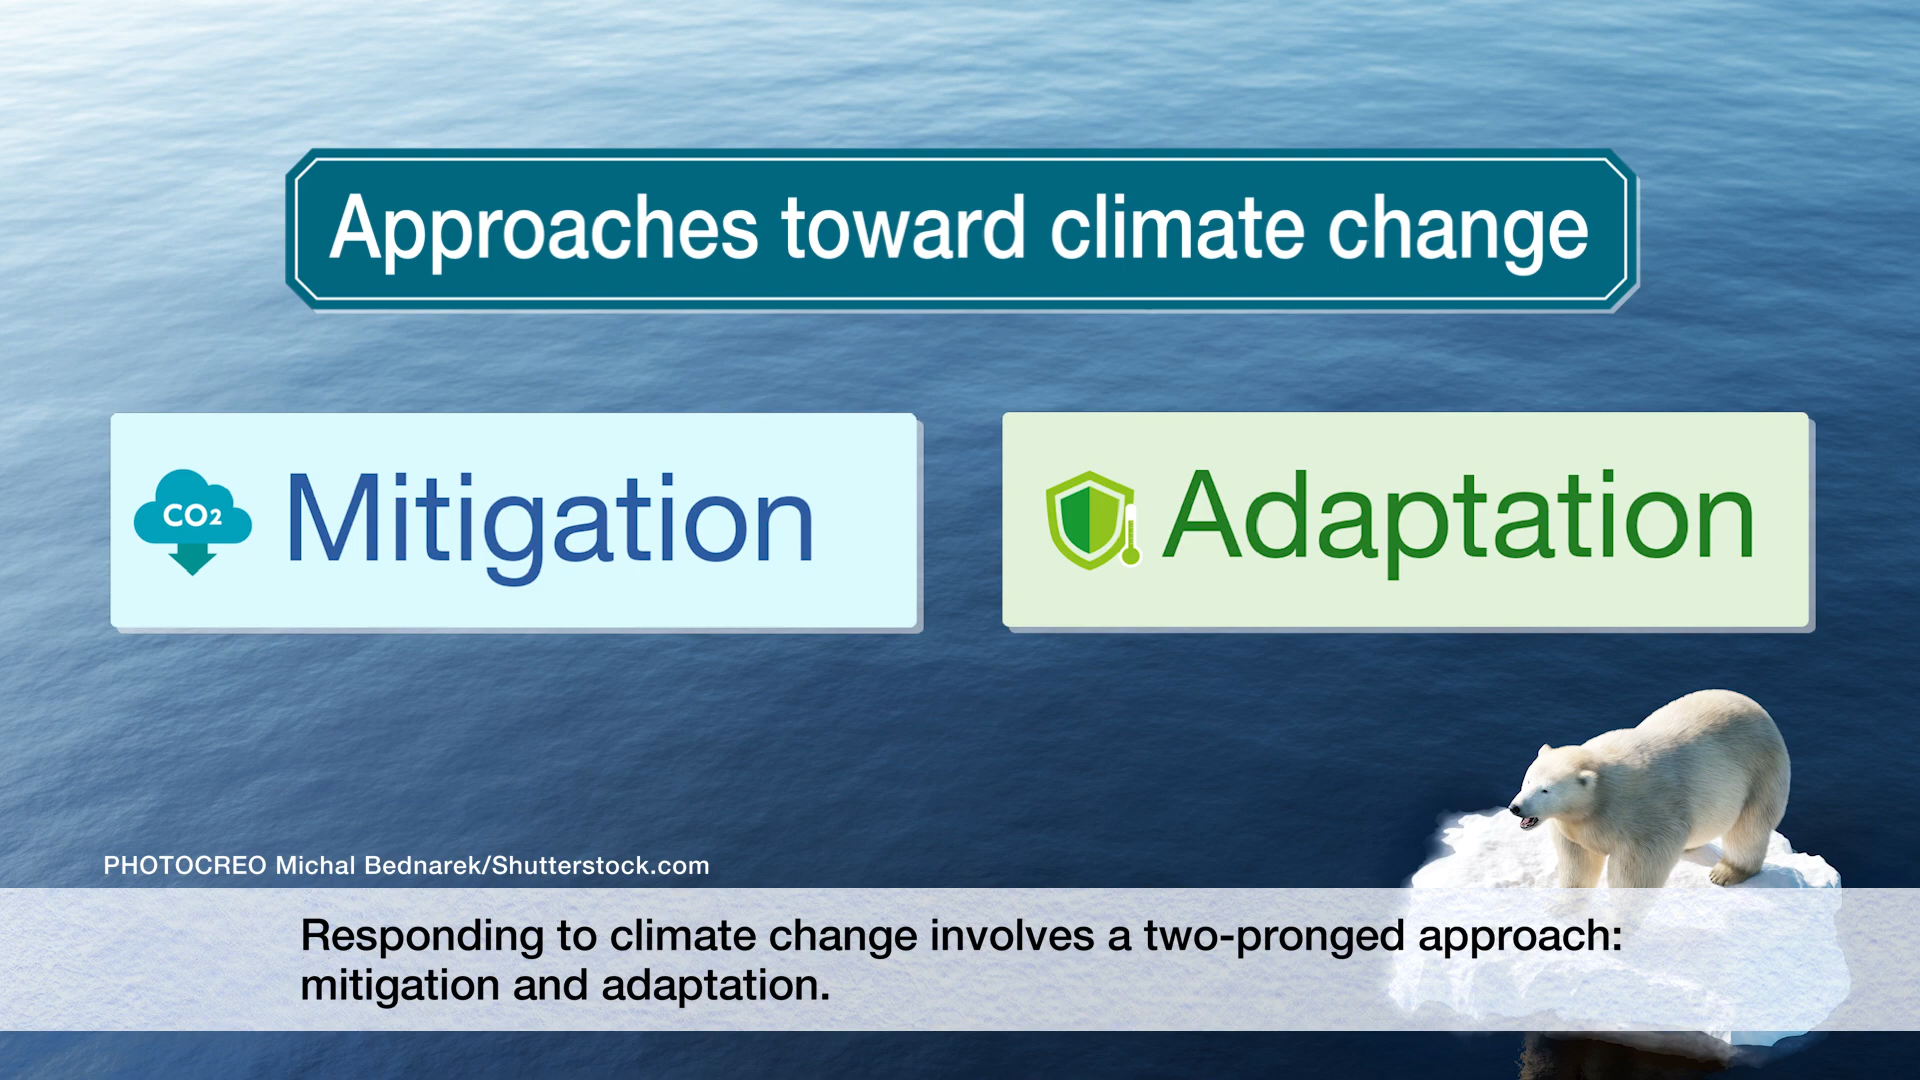 Approaches toward climate change
CO2 Mitigation
Adaptation
PHOTOCREO Michal Bednarek/Shutterstock.com
Responding to climate change involves a two-pronged approach:
mitigation and adaptation.